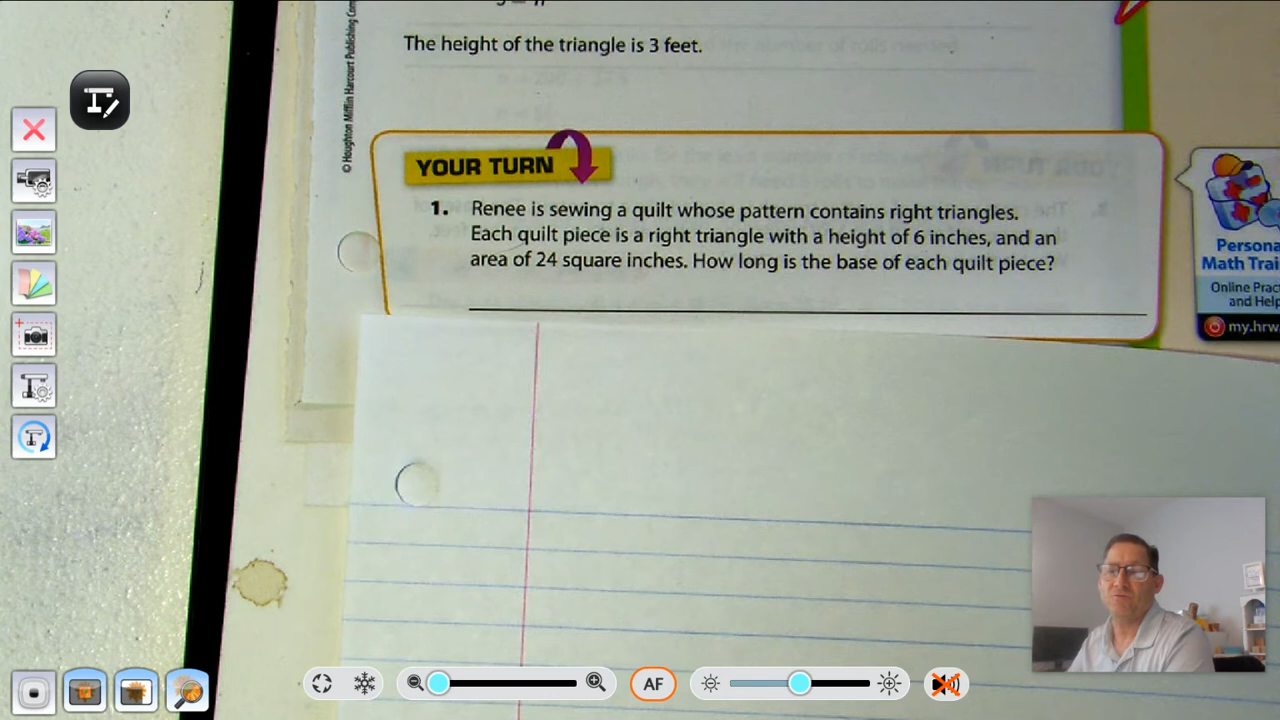 © Houghton Mifflin Harcourt Publishing Com
The height of the triangle is 3 feet.
YOUR TURN
1. Renee is sewing a quilt whose pattern contains right triangles.
Each quilt piece is a right triangle with a height of 6 inches, and an
area of 24 square inches. How long is the base of each quilt piece?
Persona
Math Trai
Online Prac
and Help
my.hrw.
AF